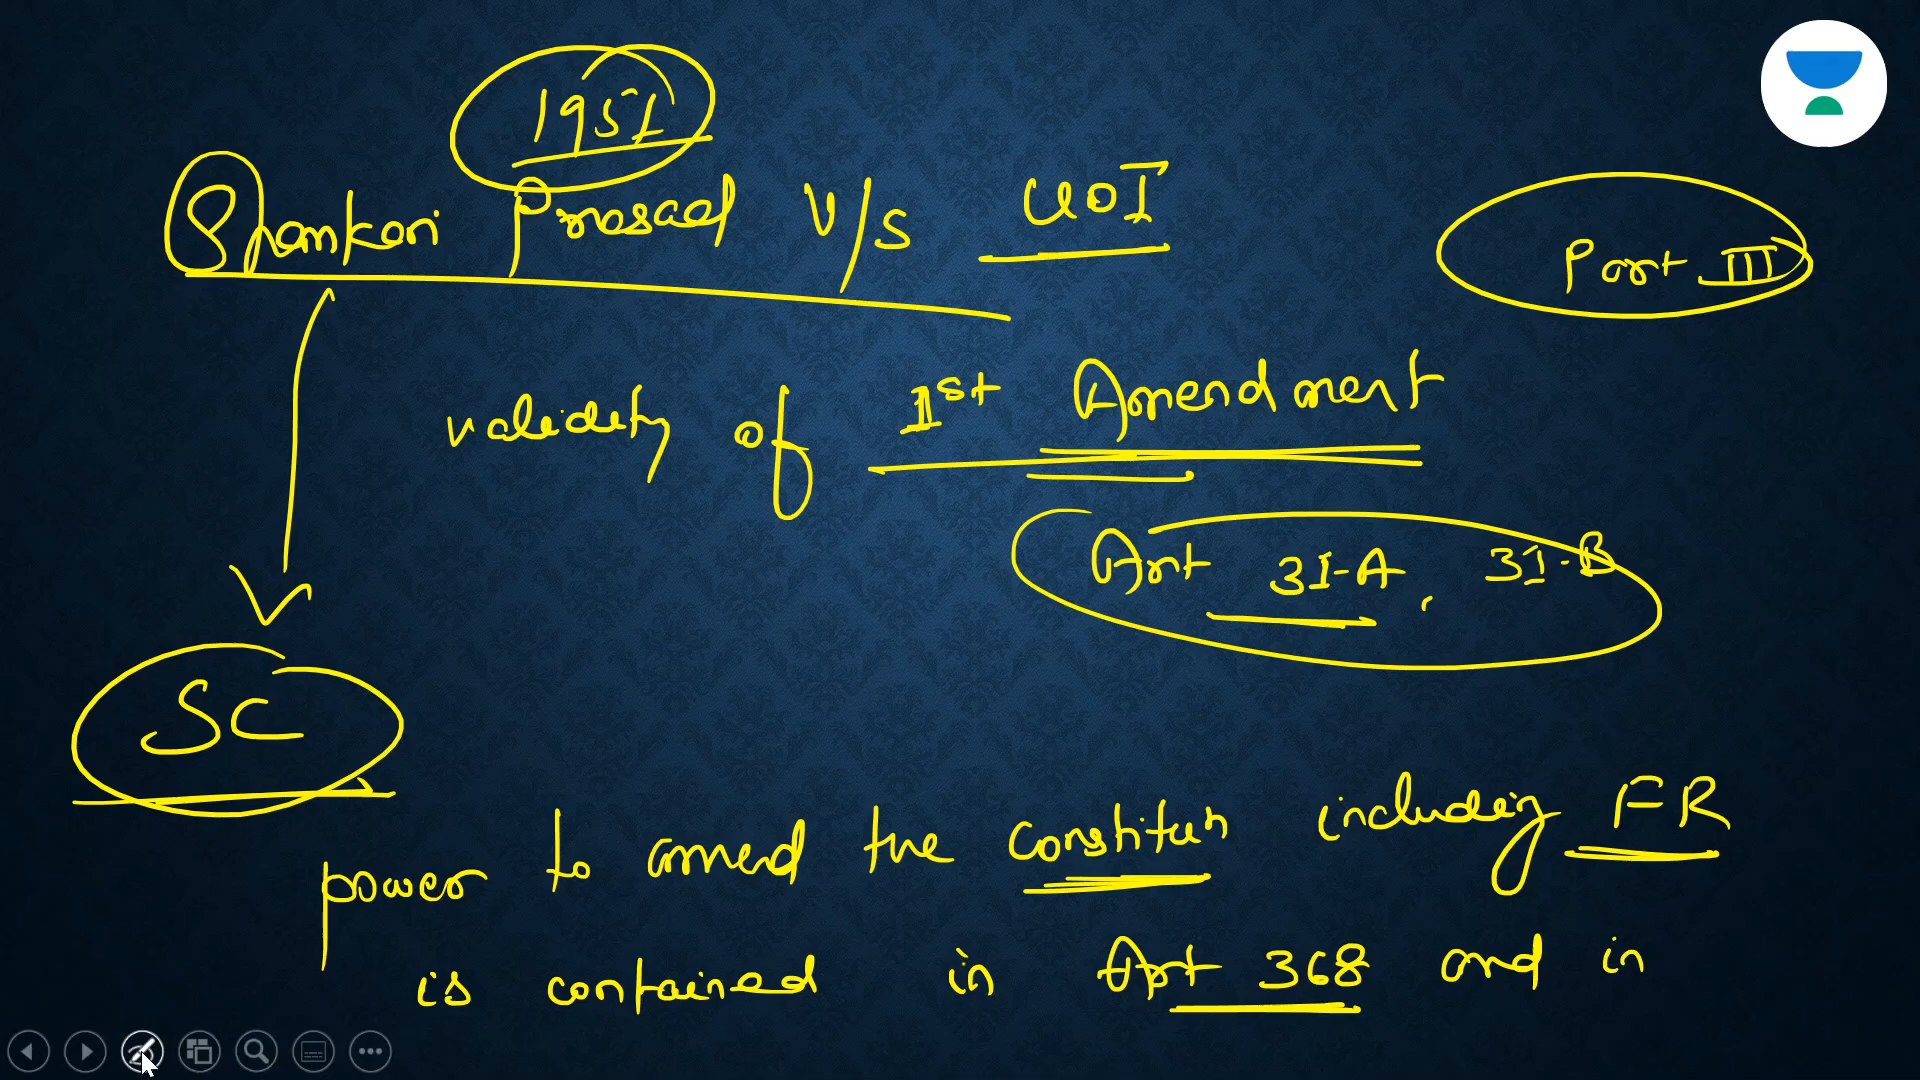 1951
Shankari Prasad V/s UOI
Part III
validity of 1st Amendment
Art 31-A, 31-B
SC
power to amend the Constitun including FR
is contained in Art 368 and in